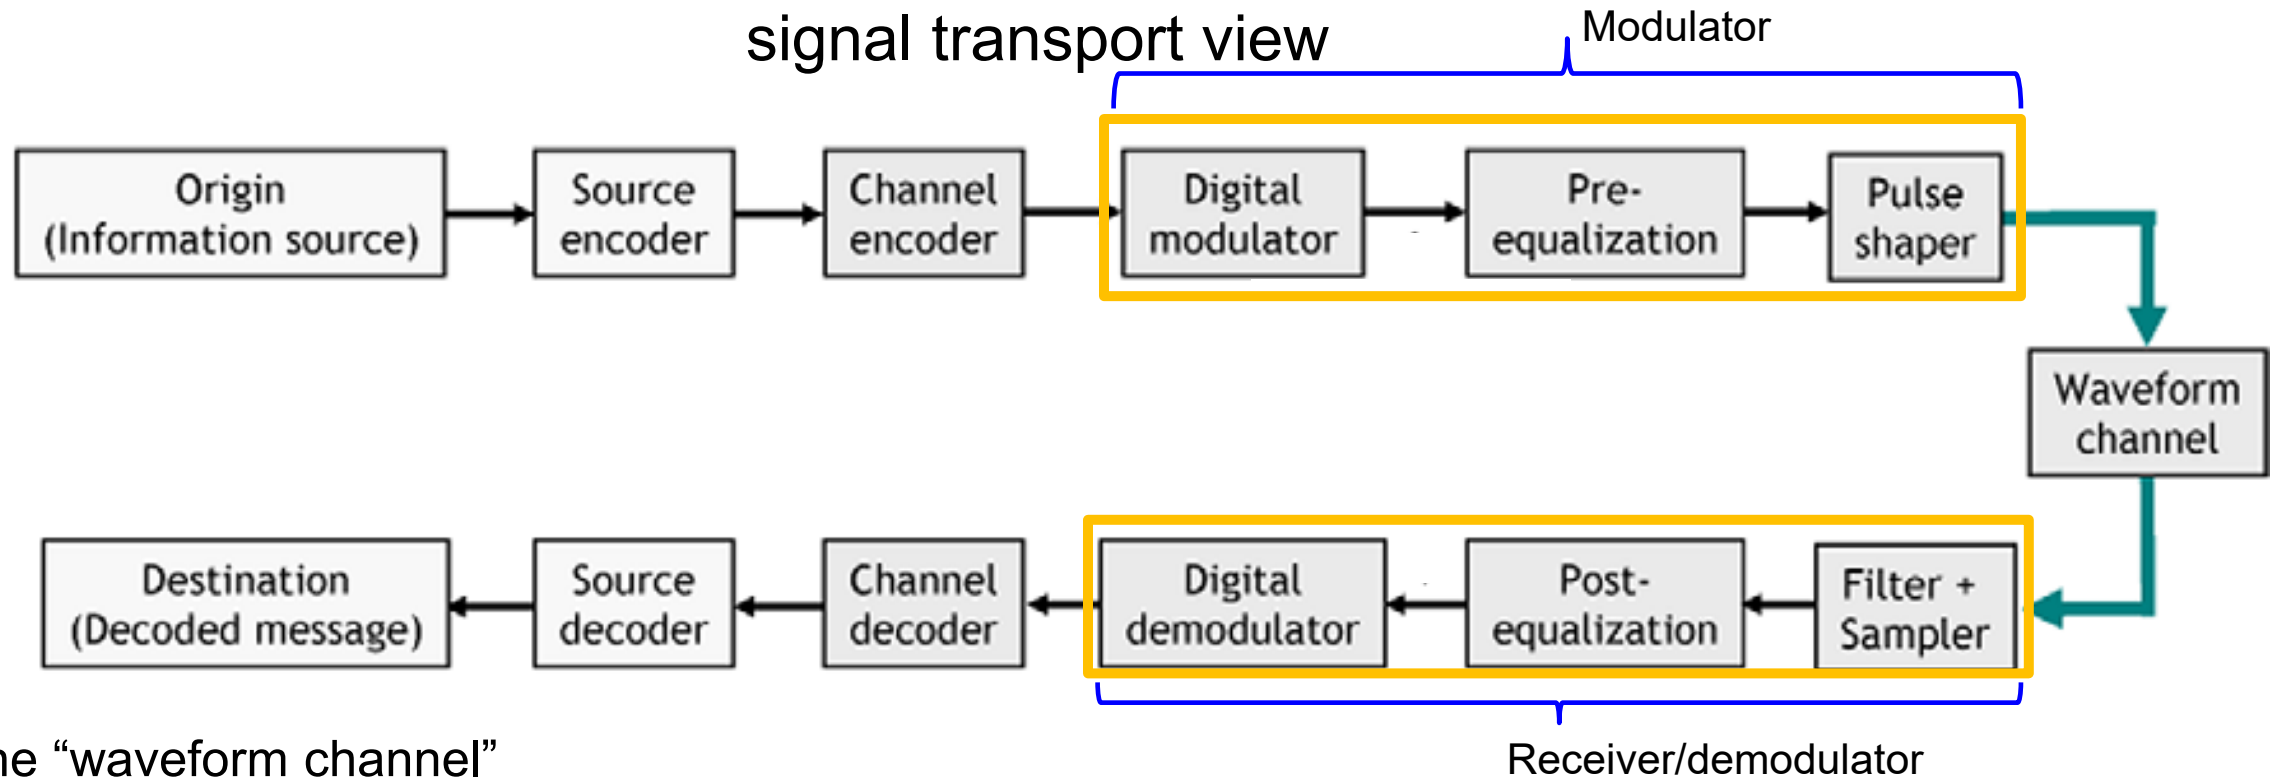 signal transport view
Modulator
Origin
(Information source)
Source
encoder
Channel
encoder
Digital
modulator
Pre-
equalization
Pulse
shaper
Waveform
channel
Destination
(Decoded message)
Source
decoder
Channel
decoder
Digital
demodulator
Post-
equalization
Filter +
Sampler
“waveform channel”
Receiver/demodulator